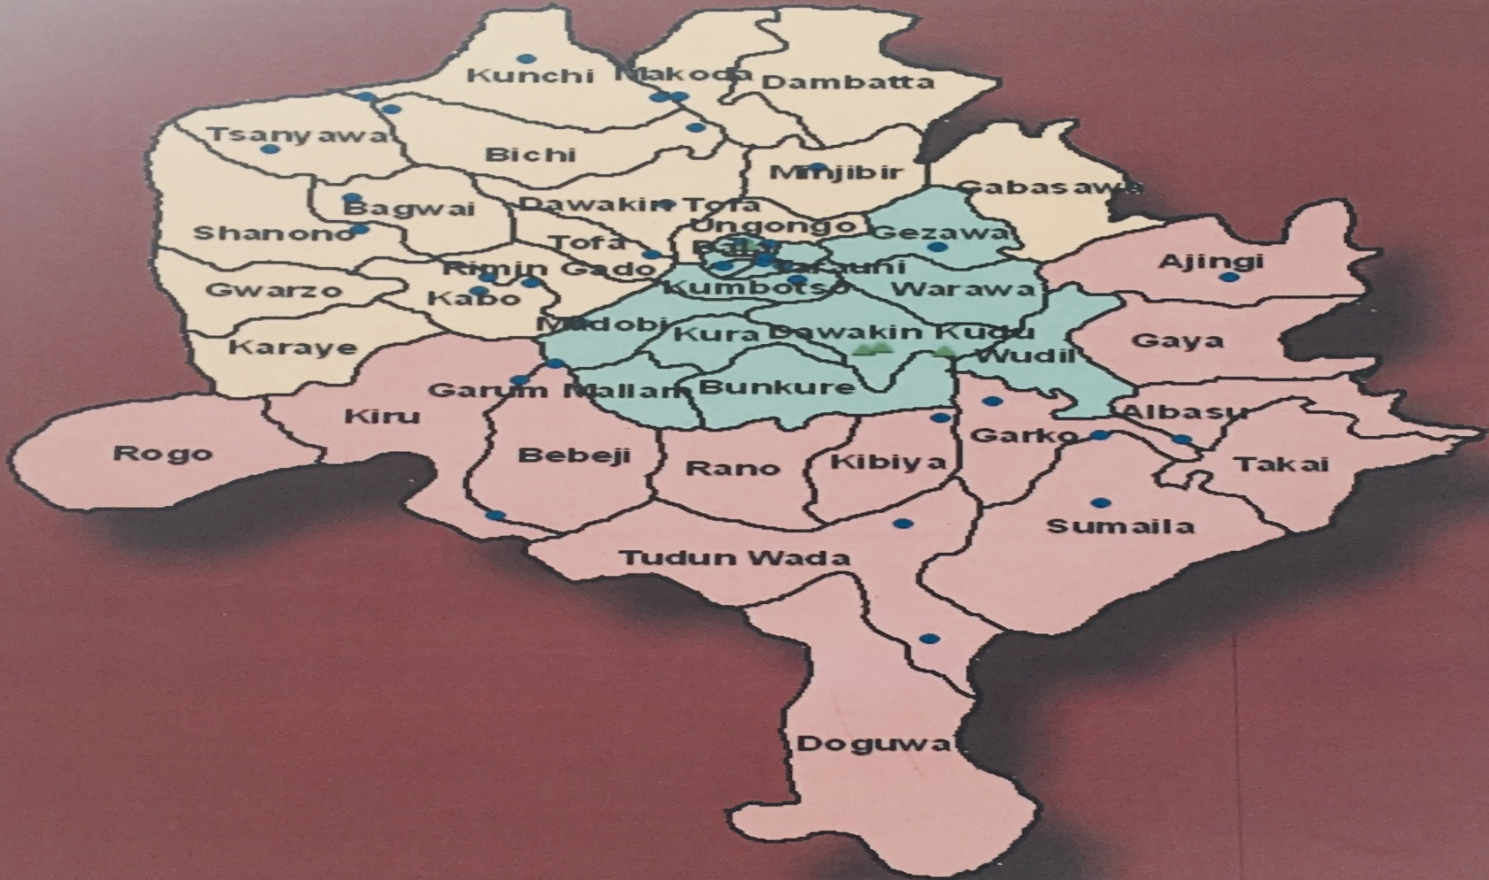 Kunchi
Makoda
Dambatta
Tsanyawa
Bichi
Minjibir
Gabasawa
Bagwai
Dawakin Tofa
Shanono
Ungongo
Gezawa
Tofa
Ajingi
Rimin Gado
Tarauni
Gwarzo
Kabo
Kumbotso
Warawa
Madobi
Kura
Dawakin Kudu
Karaye
Gaya
Wudil
Garum Mallam
Bunkure
Kiru
Albasu
Rogo
Bebeji
Rano
Kibiya
Garko
Takai
Sumaila
Tudun Wada
Doguwa